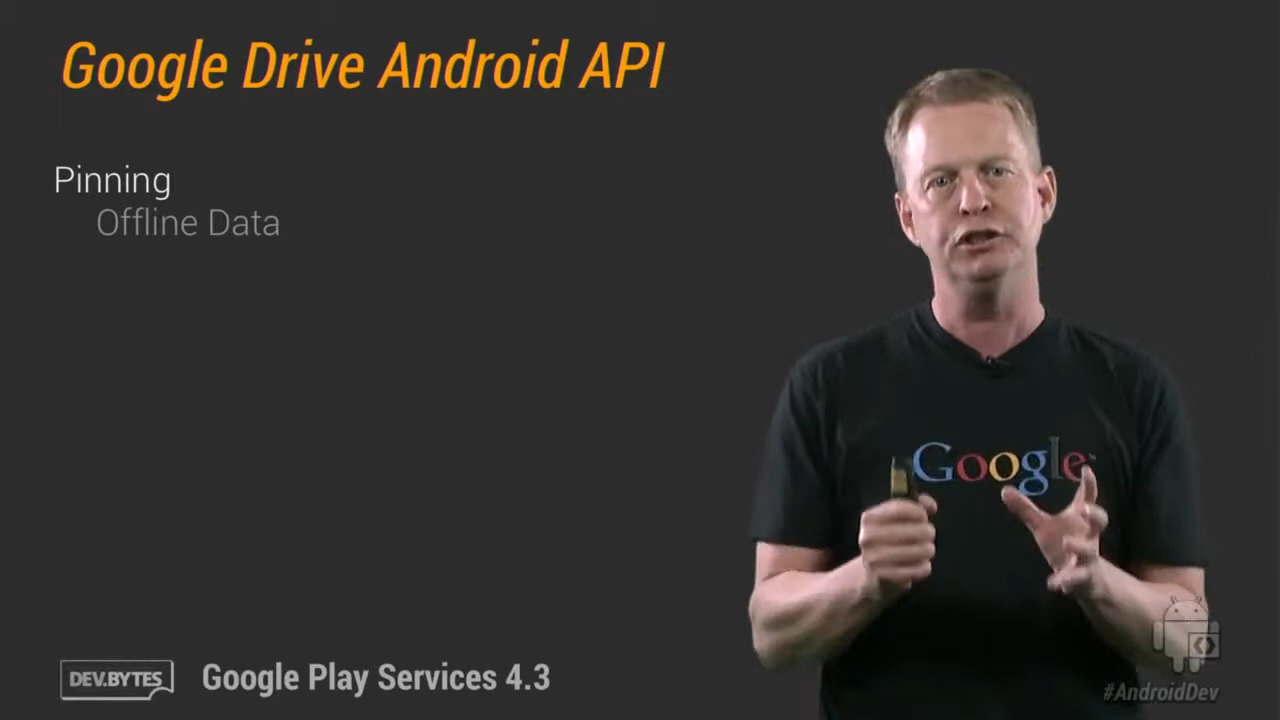 Google Drive Android API
Pinning
Offline Data
Google
DEV.BYTES
Google Play Services 4.3
#AndroidDev